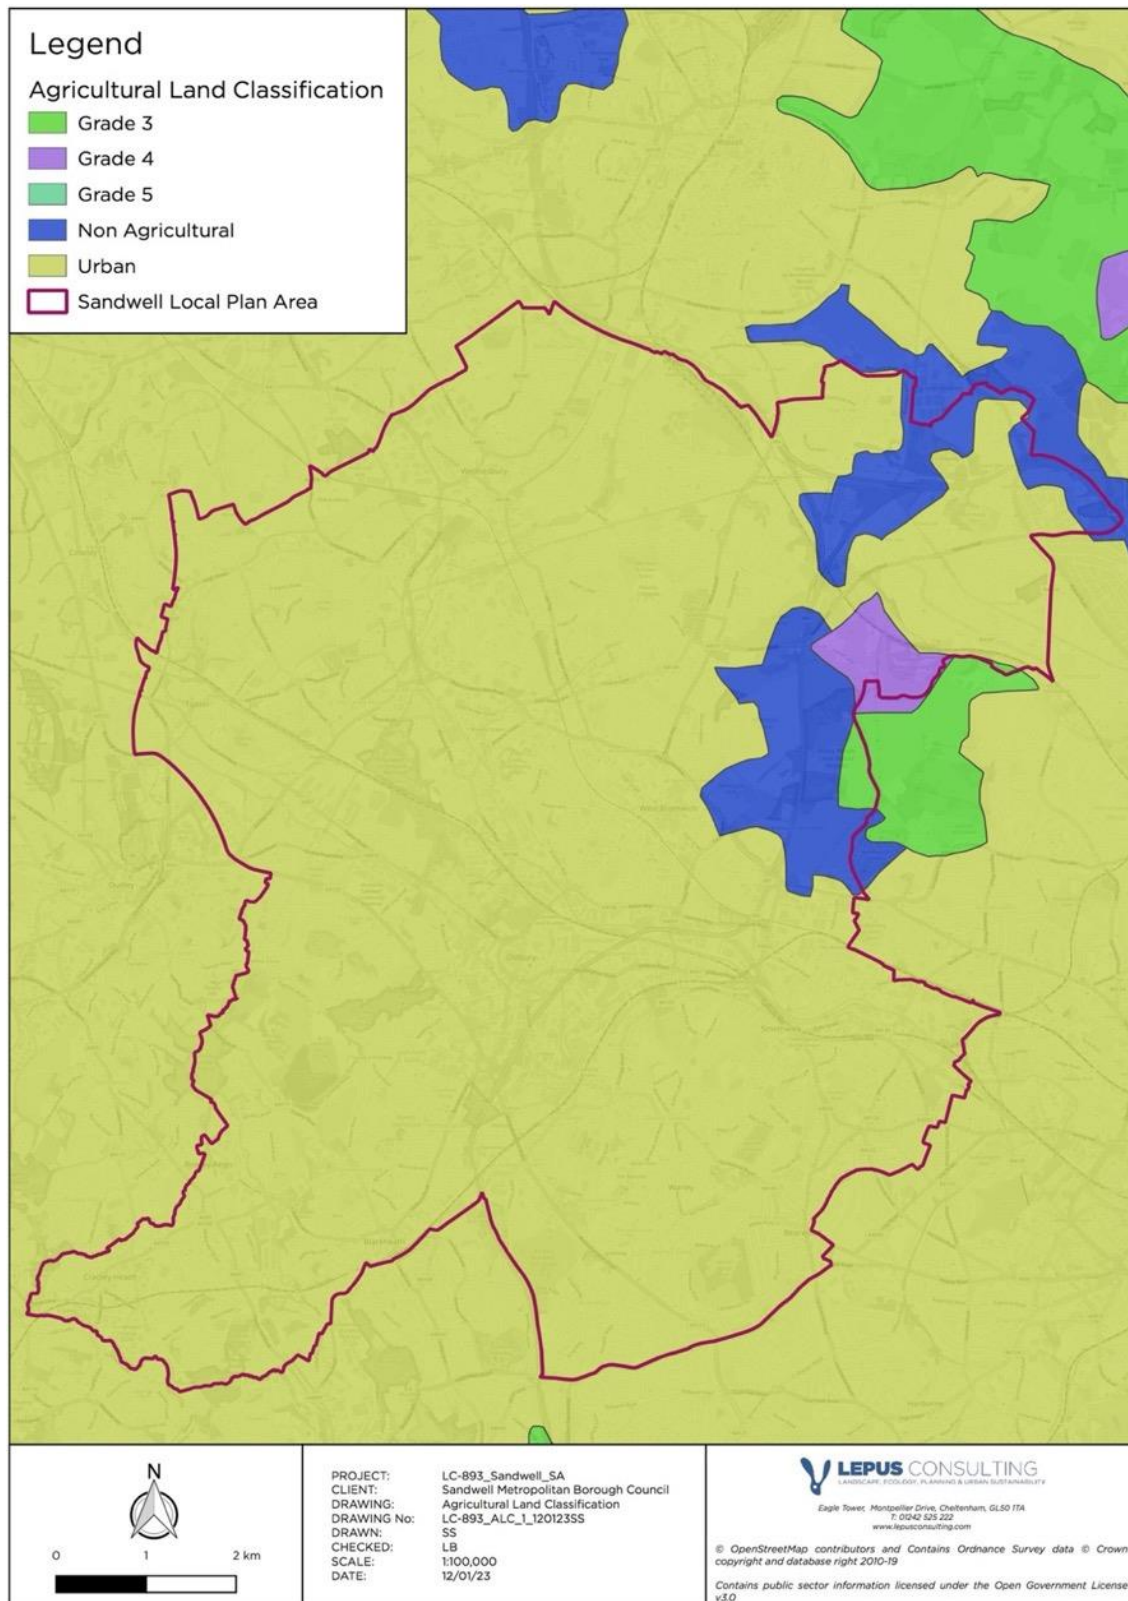 Legend
Agricultural Land Classification
Grade 3
Grade 4
Grade 5
Non Agricultural
Urban
Sandwell Local Plan Area
N
0 1 2 km
PROJECT: LC-893_Sandwell_SA
CLIENT: Sandwell Metropolitan Borough Council
DRAWING: Agricultural Land Classification
DRAWING No: LC-893_ALC_1_120123SS
DRAWN: SS
CHECKED: LB
SCALE: 1:100,000
DATE: 12/01/23
LEPUS CONSULTING
LANDSCAPE, ECOLOGY, PLANNING & URBAN SUSTAINABILITY
Eagle Tower, Montpellier Drive, Cheltenham, GL50 1TA
T: 01242 525 222
www.lepusconsulting.com
© OpenStreetMap contributors and Contains Ordnance Survey data © Crown
copyright and database right 2010-19
Contains public sector information licensed under the Open Government License
v3.0